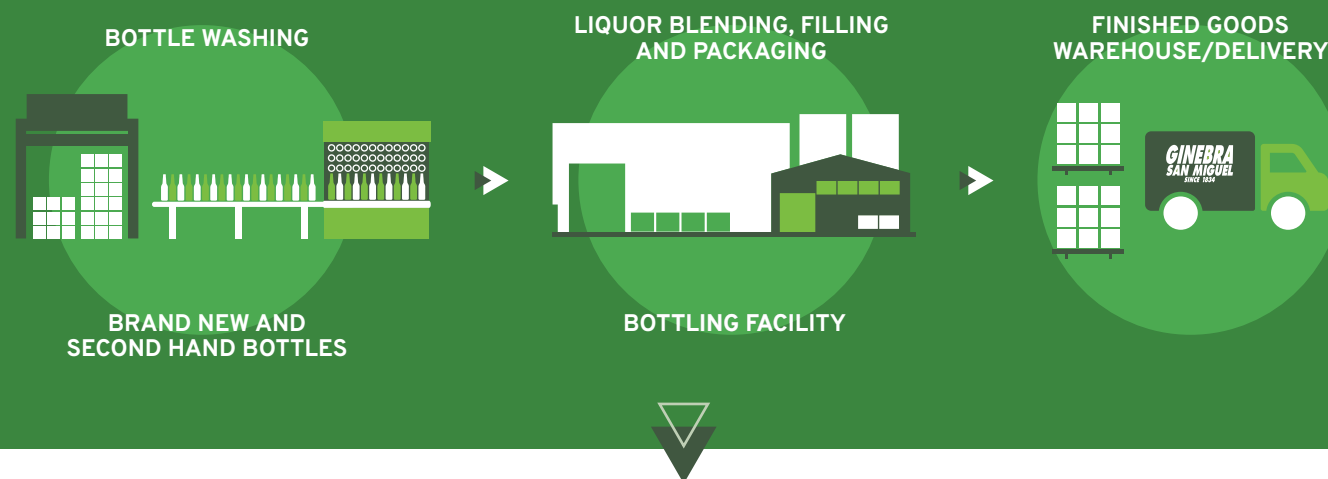 BOTTLE WASHING
BRAND NEW AND
SECOND HAND BOTTLES
LIQUOR BLENDING, FILLING
AND PACKAGING
BOTTLING FACILITY
FINISHED GOODS
WAREHOUSE/DELIVERY
GINEBRA
SAN MIGUEL
SINCE 1834